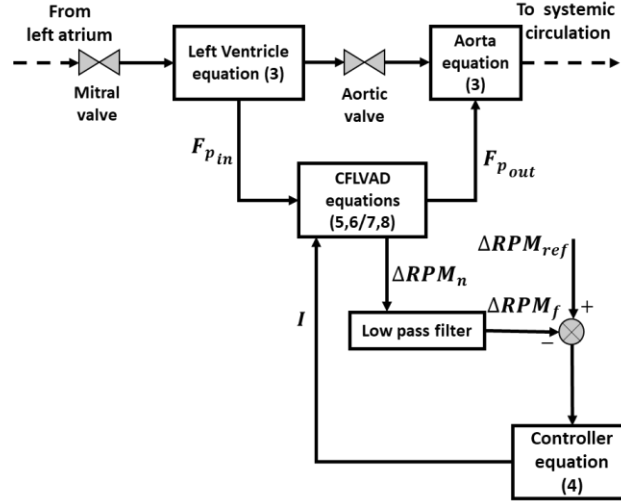 From
left atrium
To systemic
circulation
Left Ventricle
equation (3)
Aorta
equation
(3)
Mitral
valve
Aortic
valve
F_{p_{in}}
F_{p_{out}}
CFLVAD
equations
(5,6/7,8)
ΔRPM_{ref}
ΔRPM_n
I
ΔRPM_f
+
Low pass filter
−
Controller
equation
(4)